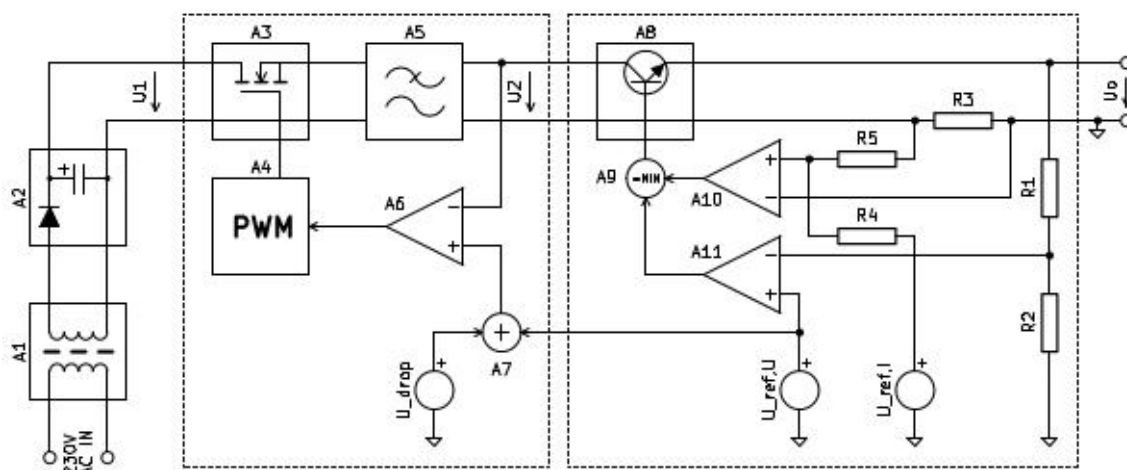 A3
A5
A8
U1
U2
Uo
R3
A2
+
A4
PWM
A6
−
+
A9
-MIN
A10
+
−
R5
R4
R1
A11
−
+
R2
A1
+
A7
U_drop
+
U_ref,U
+
U_ref,I
+
230V
AC IN